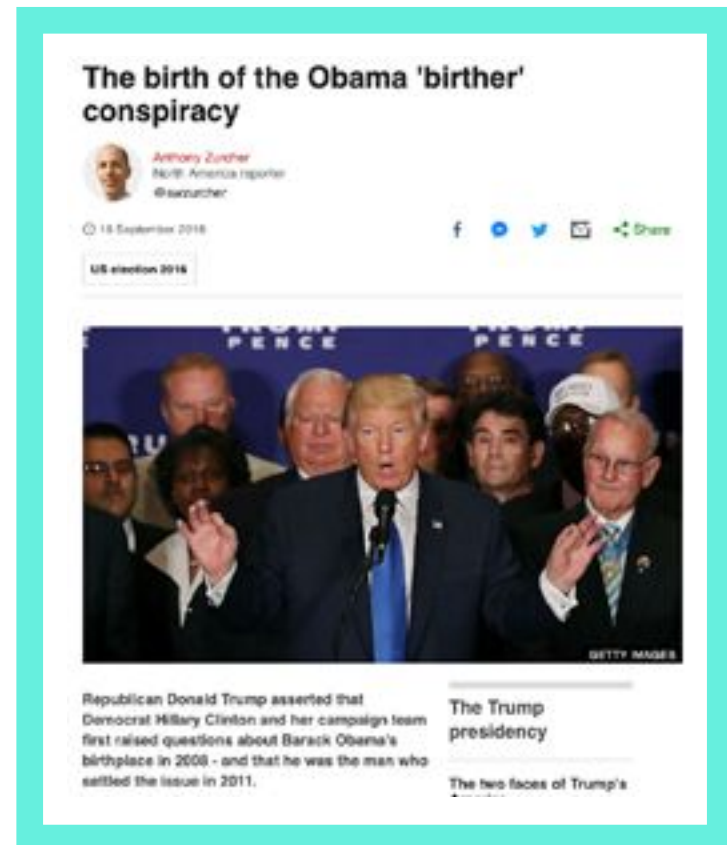 The birth of the Obama 'birther'
conspiracy
Anthony Zurcher
North America reporter
@awzurcher
16 September 2016
Share
US election 2016
TRUMP
PENCE
PENCE
GETTY IMAGES
Republican Donald Trump asserted that
Democrat Hillary Clinton and her campaign team
first raised questions about Barack Obama's
birthplace in 2008 - and that he was the man who
settled the issue in 2011.
The Trump
presidency
The two faces of Trump's